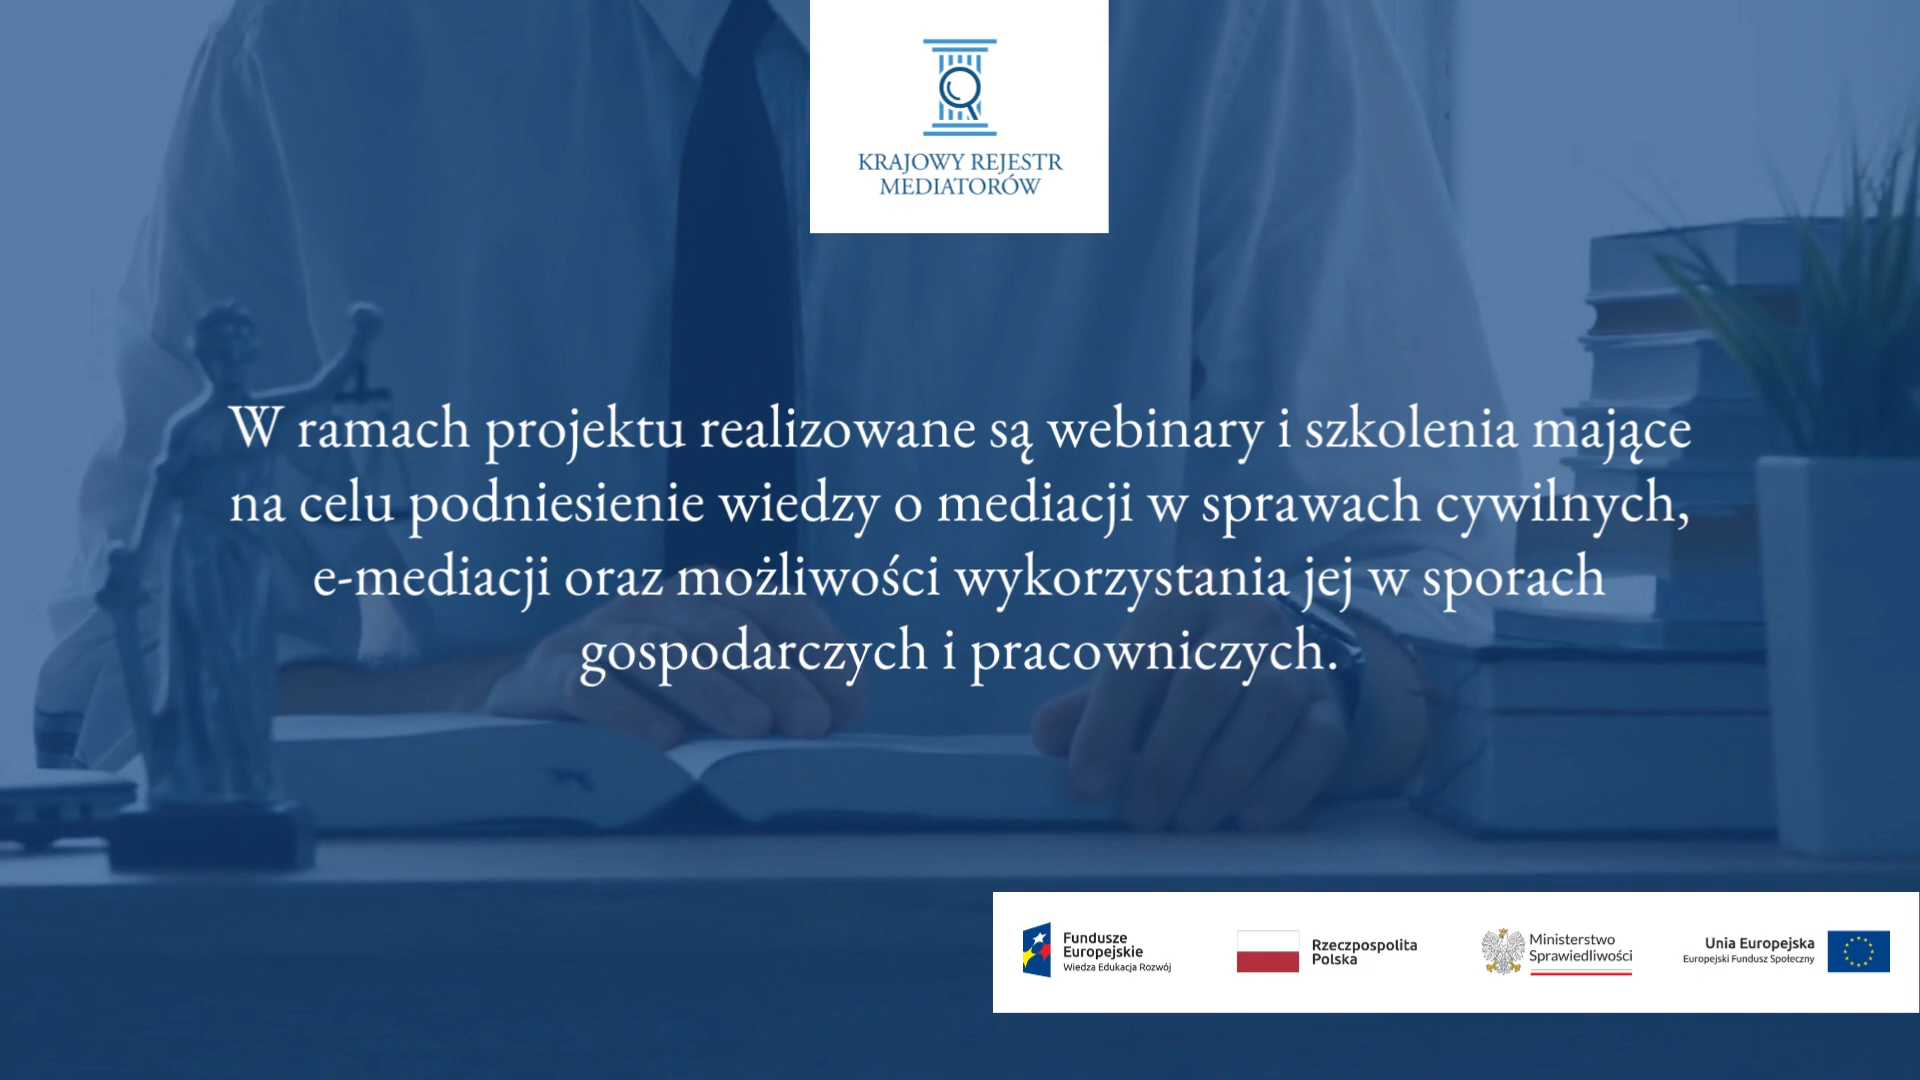 KRAJOWY REJESTR
MEDIATORÓW
W ramach projektu realizowane są webinary i szkolenia mające
na celu podniesienie wiedzy o mediacji w sprawach cywilnych,
e-mediacji oraz możliwości wykorzystania jej w sporach
gospodarczych i pracowniczych.
Fundusze
Europejskie
Wiedza Edukacja Rozwój
Rzeczpospolita
Polska
Ministerstwo
Sprawiedliwości
Unia Europejska
Europejski Fundusz Społeczny